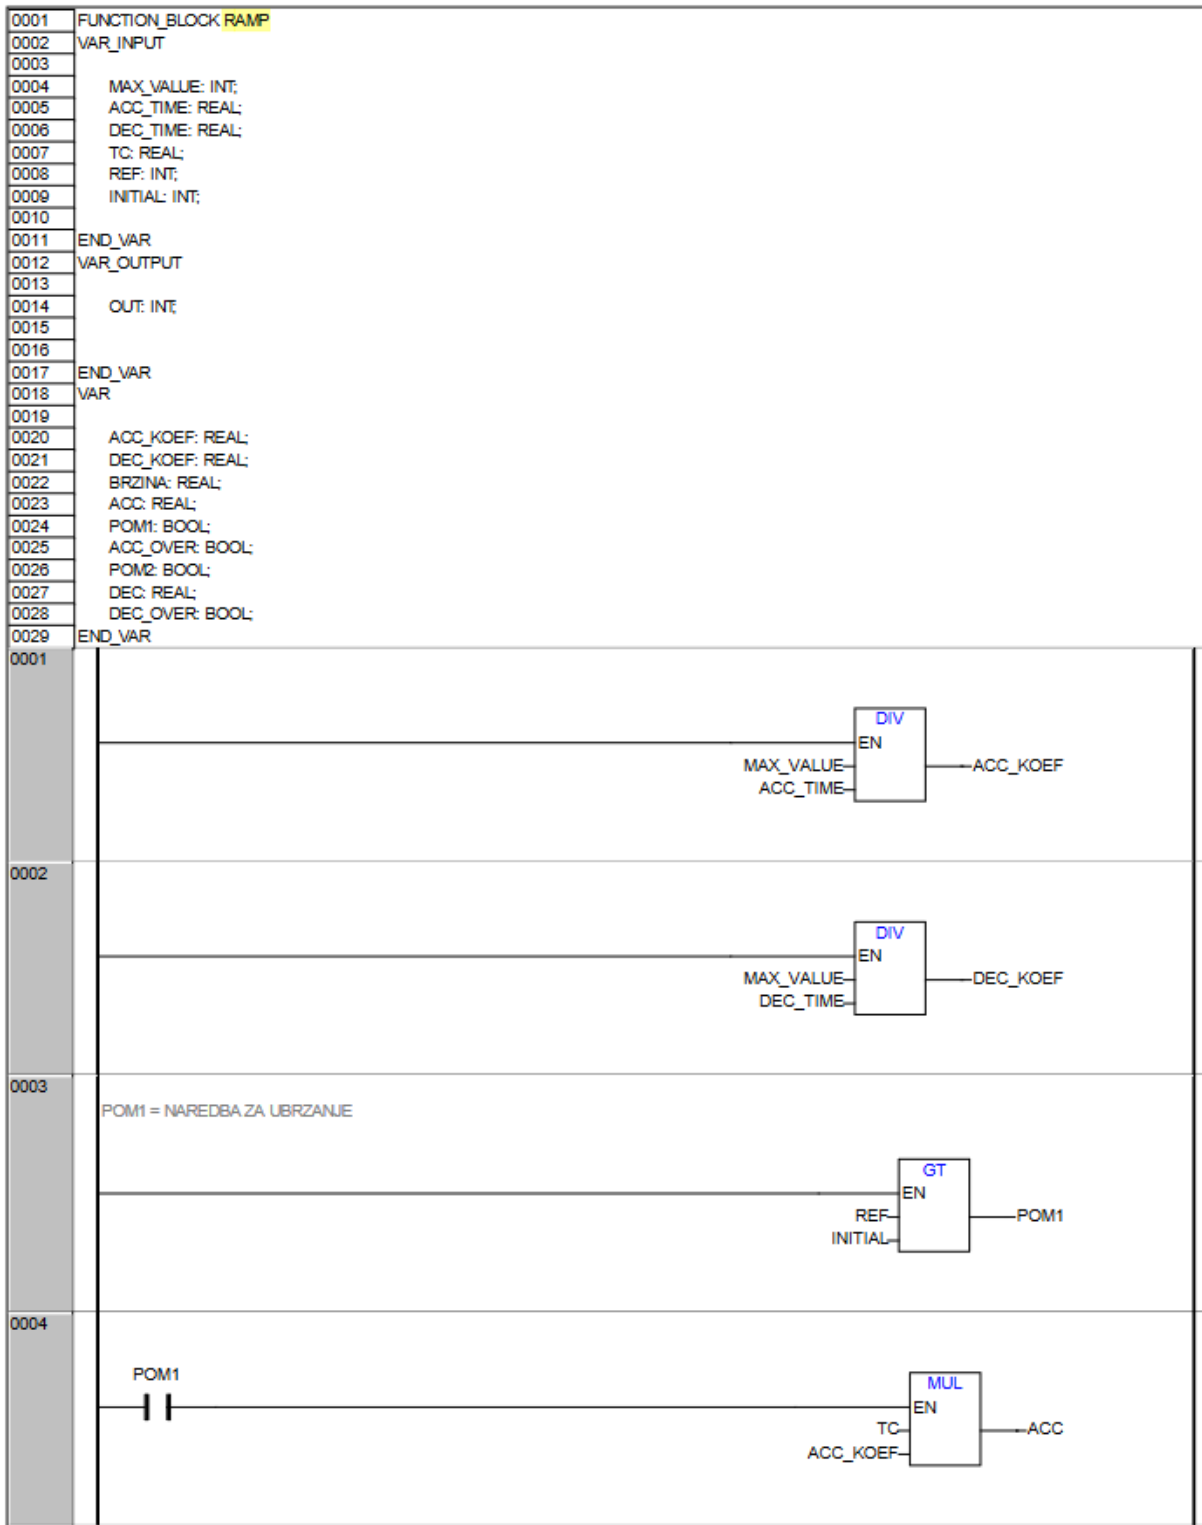 0001 FUNCTION_BLOCK RAMP
0002 VAR_INPUT
0003
0004 MAX_VALUE: INT;
0005 ACC_TIME: REAL;
0006 DEC_TIME: REAL;
0007 TC: REAL;
0008 REF: INT;
0009 INITIAL: INT;
0010
0011 END_VAR
0012 VAR_OUTPUT
0013
0014 OUT: INT;
0015
0016
0017 END_VAR
0018 VAR
0019
0020 ACC_KOEF: REAL;
0021 DEC_KOEF: REAL;
0022 BRZINA: REAL;
0023 ACC: REAL;
0024 POM1: BOOL;
0025 ACC_OVER: BOOL;
0026 POM2: BOOL;
0027 DEC: REAL;
0028 DEC_OVER: BOOL;
0029 END_VAR
0001
DIV
EN
MAX_VALUE ACC_KOEF
ACC_TIME
0002
DIV
EN
MAX_VALUE DEC_KOEF
DEC_TIME
0003
POM1 = NAREDBA ZA UBRZANJE
GT
EN
REF POM1
INITIAL
0004
POM1
MUL
EN
TC ACC
ACC_KOEF